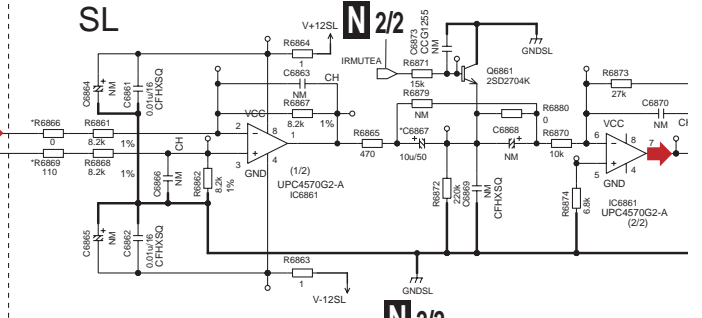 SL
N 2/2
V+12SL
R6864
1
C6863
NM
CH
R6867
8.2k
1%
C6864
NM
C6861
0.01u/16
CFHXSQ
*R6866
0
R6861
8.2k
1%
*R6869
110
R6868
8.2k
1%
CH
C6866
NM
R6862
8.2k
1%
VCC
2
8
1
3
4
GND
(1/2)
UPC4570G2-A
IC6861
C6865
NM
C6862
0.01u/16
CFHXSQ
R6863
1
V-12SL
IRMUTEA
R6871
15k
C6873
CCG1255
NM
GNDSL
Q6861
2SD2704K
R6879
NM
R6865
470
*C6867
10u/50
R6880
0
C6868
NM
R6870
10k
R6872
220k
C6869
NM
CFHXSQ
GNDSL
R6873
27k
C6870
NM
VCC
6
8
7
5
4
GND
R6874
6.8k
IC6861
UPC4570G2-A
(2/2)
N 2/2